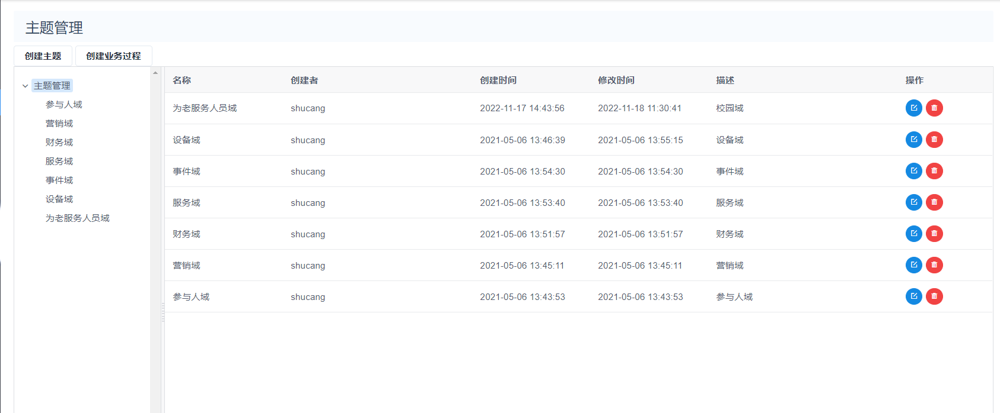 主题管理
创建主题 创建业务过程
主题管理
参与人域
营销域
财务域
服务域
事件域
设备域
为老服务人员域
名称 创建者 创建时间 修改时间 描述 操作
为老服务人员域 shucang 2022-11-17 14:43:56 2022-11-18 11:30:41 校园域
设备域 shucang 2021-05-06 13:46:39 2021-05-06 13:55:15 设备域
事件域 shucang 2021-05-06 13:54:30 2021-05-06 13:54:30 事件域
服务域 shucang 2021-05-06 13:53:40 2021-05-06 13:53:40 服务域
财务域 shucang 2021-05-06 13:51:57 2021-05-06 13:51:57 财务域
营销域 shucang 2021-05-06 13:45:11 2021-05-06 13:45:11 营销域
参与人域 shucang 2021-05-06 13:43:53 2021-05-06 13:43:53 参与人域